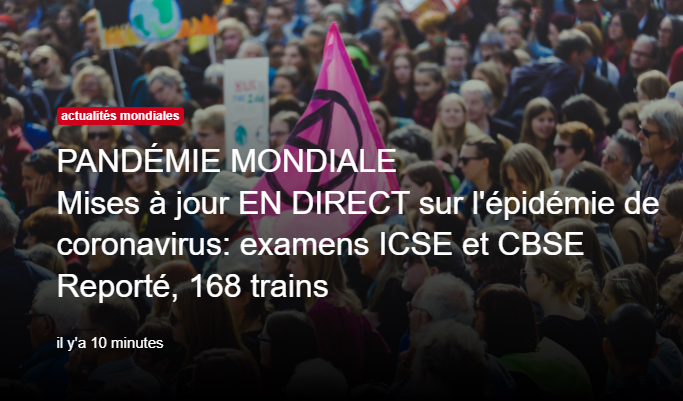 actualités mondiales
PANDÉMIE MONDIALE
Mises à jour EN DIRECT sur l'épidémie de
coronavirus: examens ICSE et CBSE
Reporté, 168 trains
il y'a 10 minutes